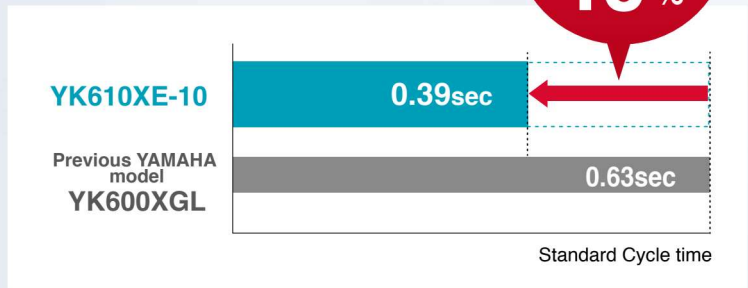 %
YK610XE-10
0.39sec
Previous YAMAHA
model
YK600XGL
0.63sec
Standard Cycle time